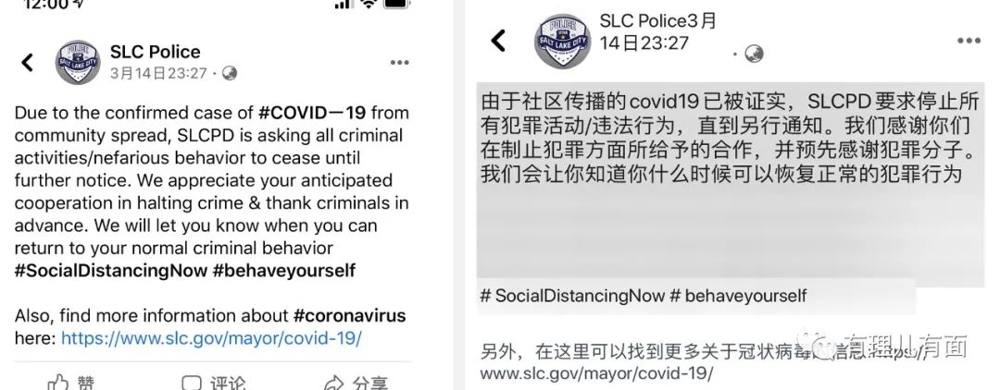 12:00
SLC Police
3月14日23:27
Due to the confirmed case of #COVID－19 from
community spread, SLCPD is asking all criminal
activities/nefarious behavior to cease until
further notice. We appreciate your anticipated
cooperation in halting crime & thank criminals in
advance. We will let you know when you can
return to your normal criminal behavior
#SocialDistancingNow #behaveyourself
Also, find more information about #coronavirus
here: https://www.slc.gov/mayor/covid-19/
赞 评论 分享
SLC Police3月
14日23:27
由于社区传播的covid19已被证实，SLCPD要求停止所
有犯罪活动/违法行为，直到另行通知。我们感谢你们
在制止犯罪方面所给予的合作，并预先感谢犯罪分子。
我们会让你知道你什么时候可以恢复正常的犯罪行为
# SocialDistancingNow # behaveyourself
另外，在这里可以找到更多关于冠状病毒的信息:https://
www.slc.gov/mayor/covid-19/
有理儿有面
POLICE
SALT LAKE CITY